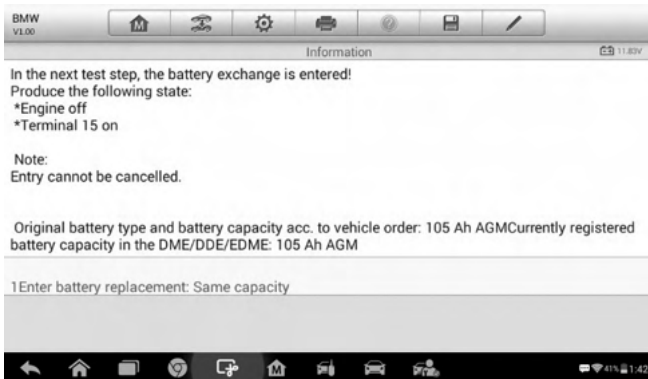 BMW
V1.00
Information
11.83V
In the next test step, the battery exchange is entered!
Produce the following state:
*Engine off
*Terminal 15 on
Note:
Entry cannot be cancelled.
Original battery type and battery capacity acc. to vehicle order: 105 Ah AGMCurrently registered
battery capacity in the DME/DDE/EDME: 105 Ah AGM
1Enter battery replacement: Same capacity
41% 1:42